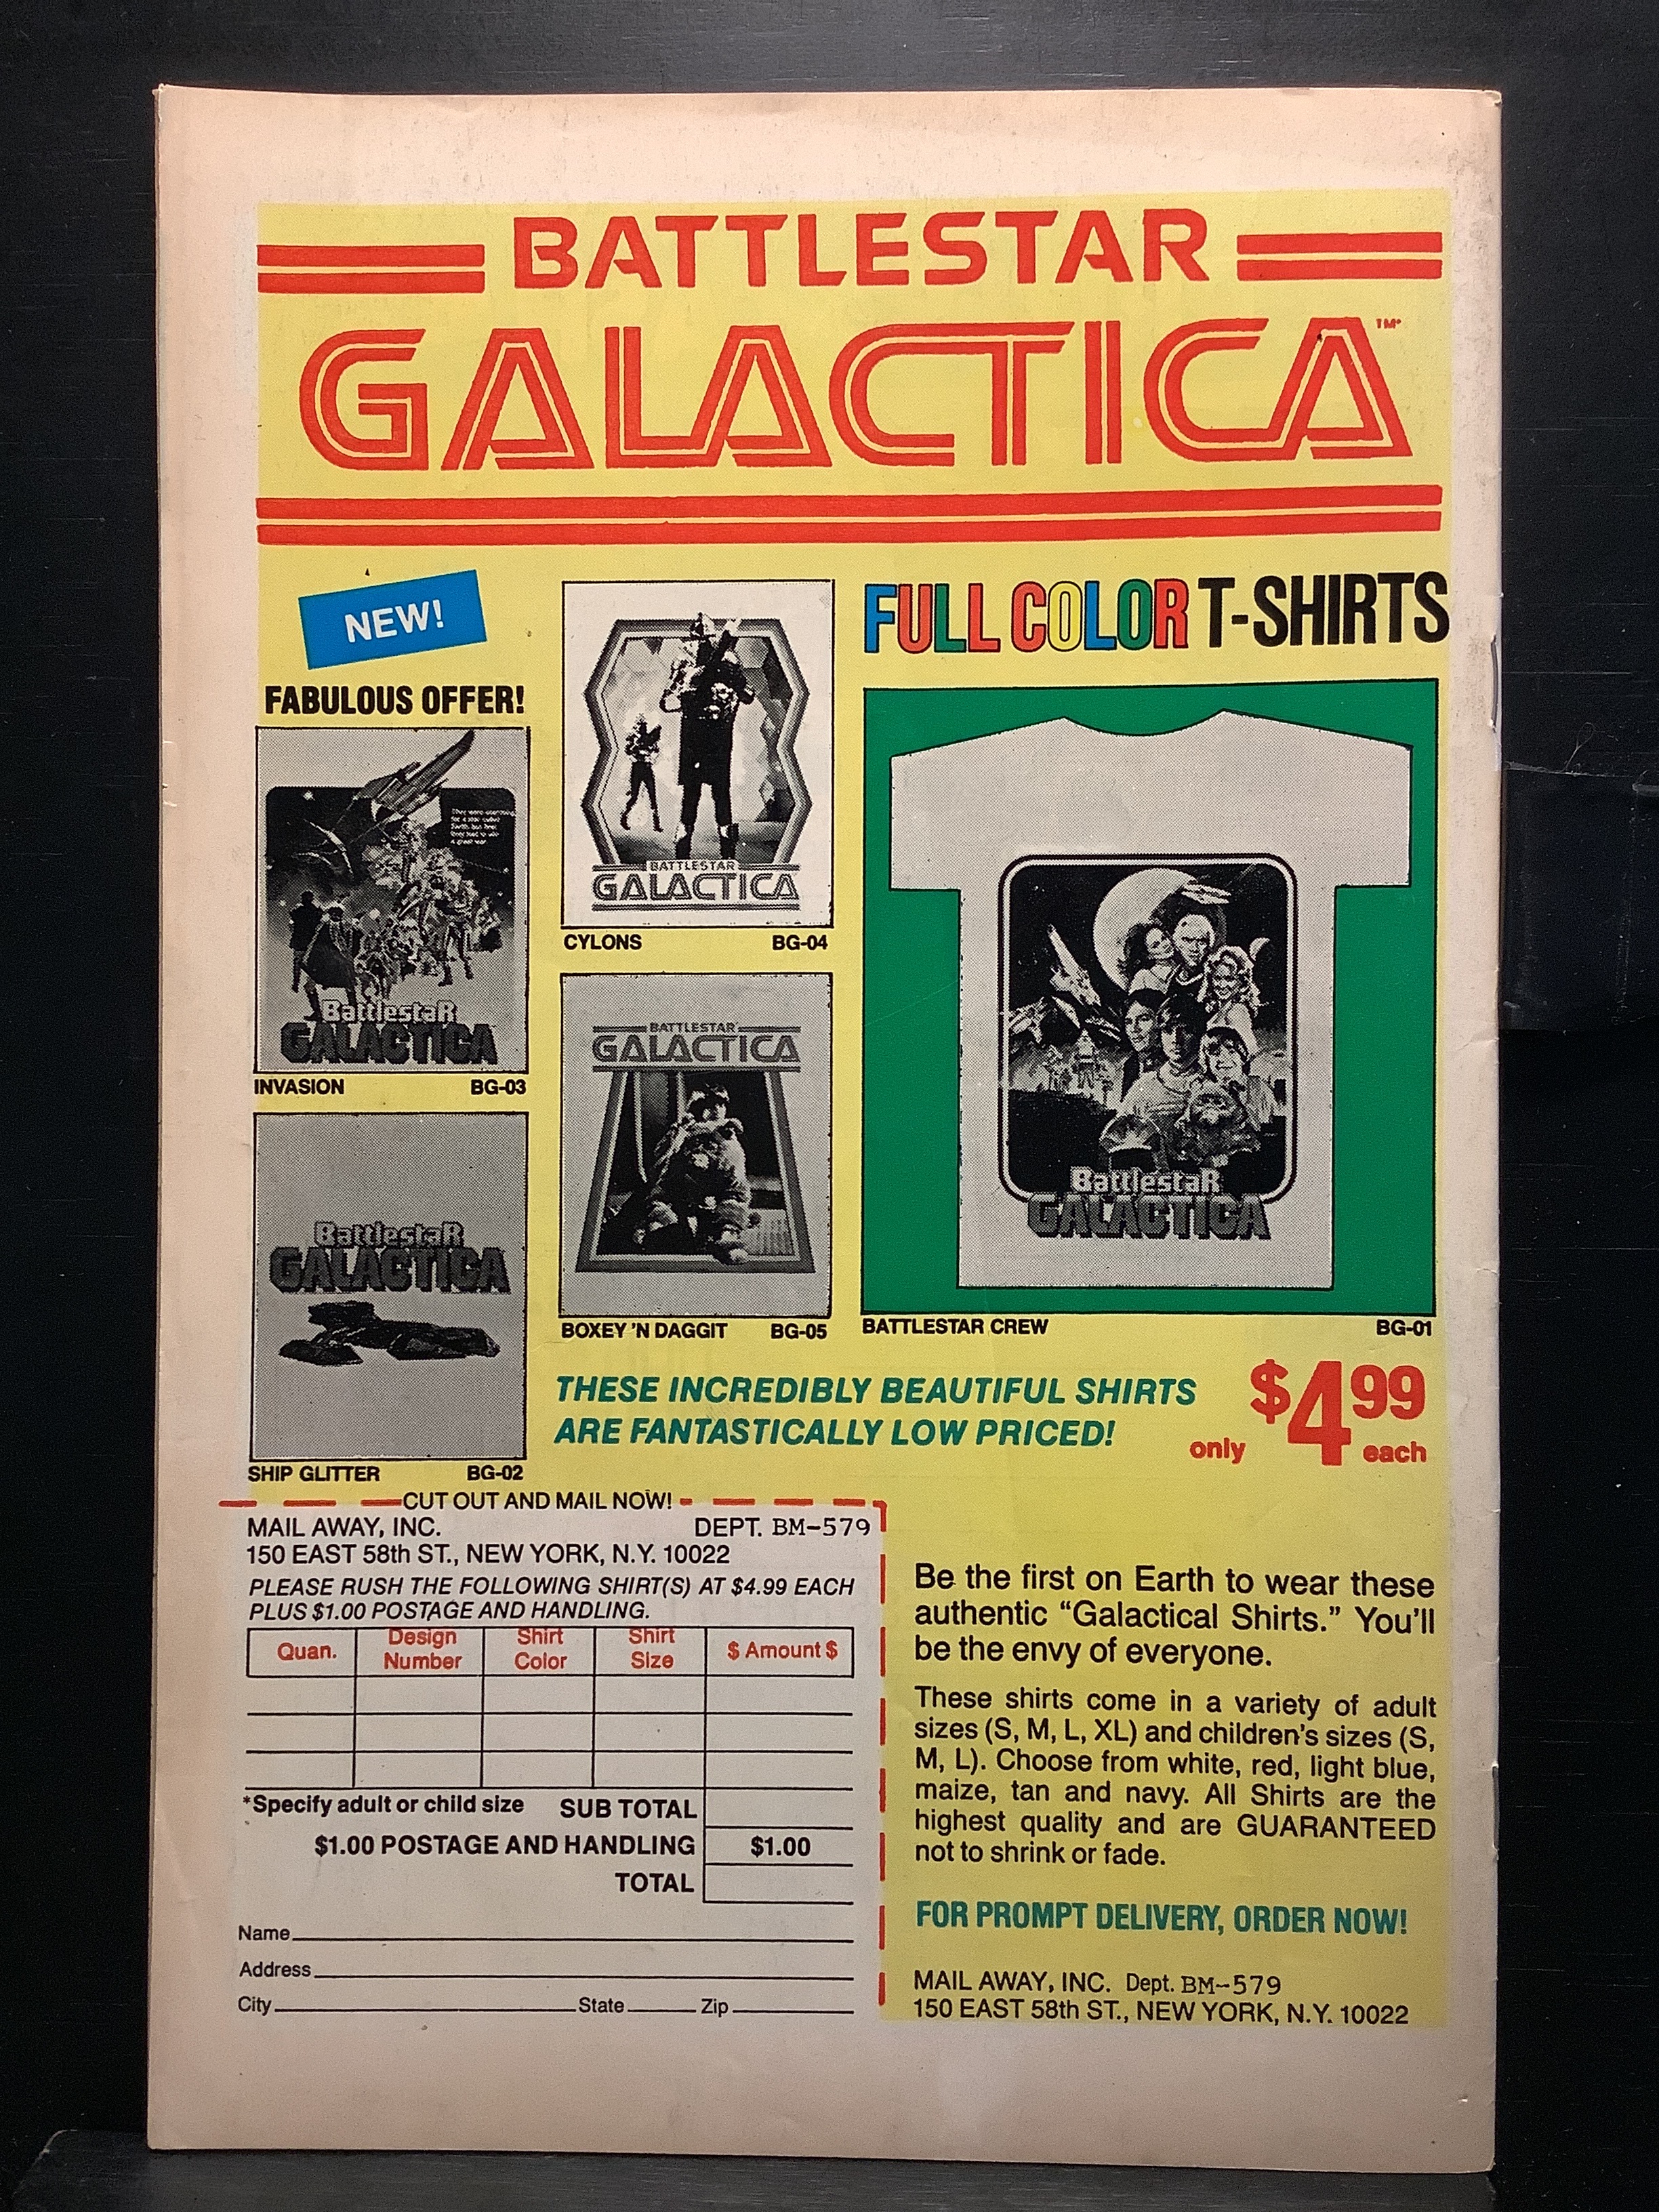 BATTLESTAR
GALACTICA™
NEW!
FABULOUS OFFER!
FULL COLOR T-SHIRTS
BattlestaR
GALACTICA
INVASION BG-03
BATTLESTAR
GALACTICA
CYLONS BG-04
BattlestaR
GALACTICA
SHIP GLITTER BG-02
BATTLESTAR
GALACTICA
BOXEY 'N DAGGIT BG-05
BattlestaR
GALACTICA
BATTLESTAR CREW BG-01
THESE INCREDIBLY BEAUTIFUL SHIRTS
ARE FANTASTICALLY LOW PRICED!
only $4.99 each
CUT OUT AND MAIL NOW!
MAIL AWAY, INC. DEPT. BM-579
150 EAST 58th ST., NEW YORK, N.Y. 10022
PLEASE RUSH THE FOLLOWING SHIRT(S) AT $4.99 EACH
PLUS $1.00 POSTAGE AND HANDLING.
Quan. Design Number Shirt Color Shirt Size $ Amount $
*Specify adult or child size SUB TOTAL
$1.00 POSTAGE AND HANDLING $1.00
TOTAL
Name
Address
City State Zip
Be the first on Earth to wear these
authentic “Galactical Shirts.” You'll
be the envy of everyone.
These shirts come in a variety of adult
sizes (S, M, L, XL) and children's sizes (S,
M, L). Choose from white, red, light blue,
maize, tan and navy. All Shirts are the
highest quality and are GUARANTEED
not to shrink or fade.
FOR PROMPT DELIVERY, ORDER NOW!
MAIL AWAY, INC. Dept. BM-579
150 EAST 58th ST., NEW YORK, N.Y. 10022